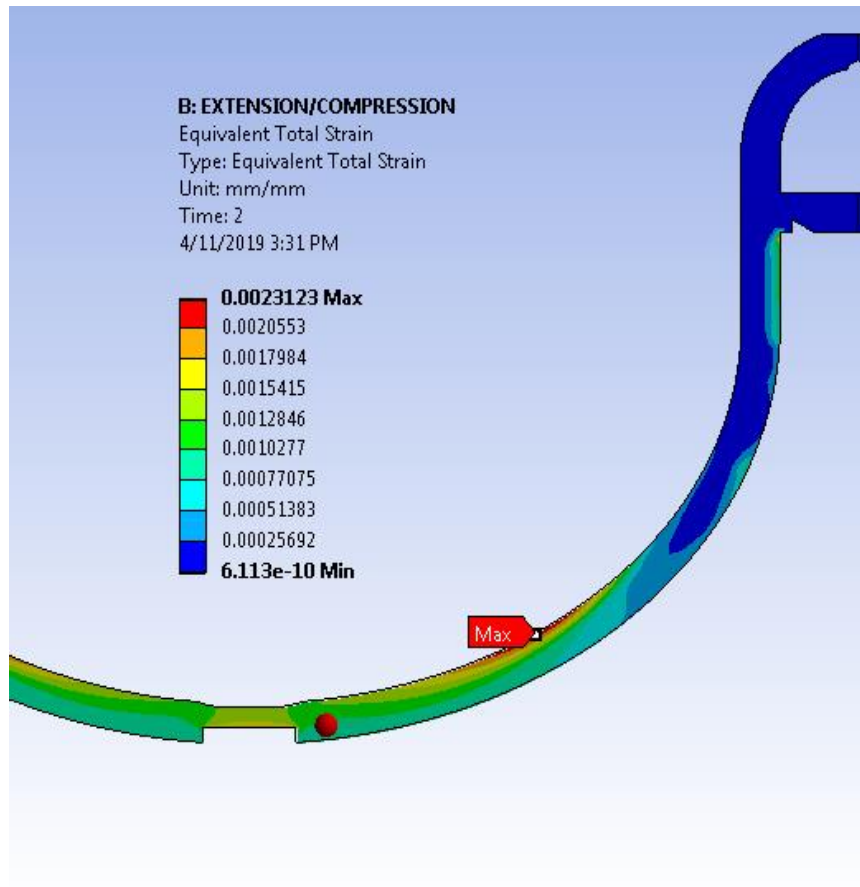 B: EXTENSION/COMPRESSION
Equivalent Total Strain
Type: Equivalent Total Strain
Unit: mm/mm
Time: 2
4/11/2019 3:31 PM
0.0023123 Max
0.0020553
0.0017984
0.0015415
0.0012846
0.0010277
0.00077075
0.00051383
0.00025692
6.113e-10 Min
Max